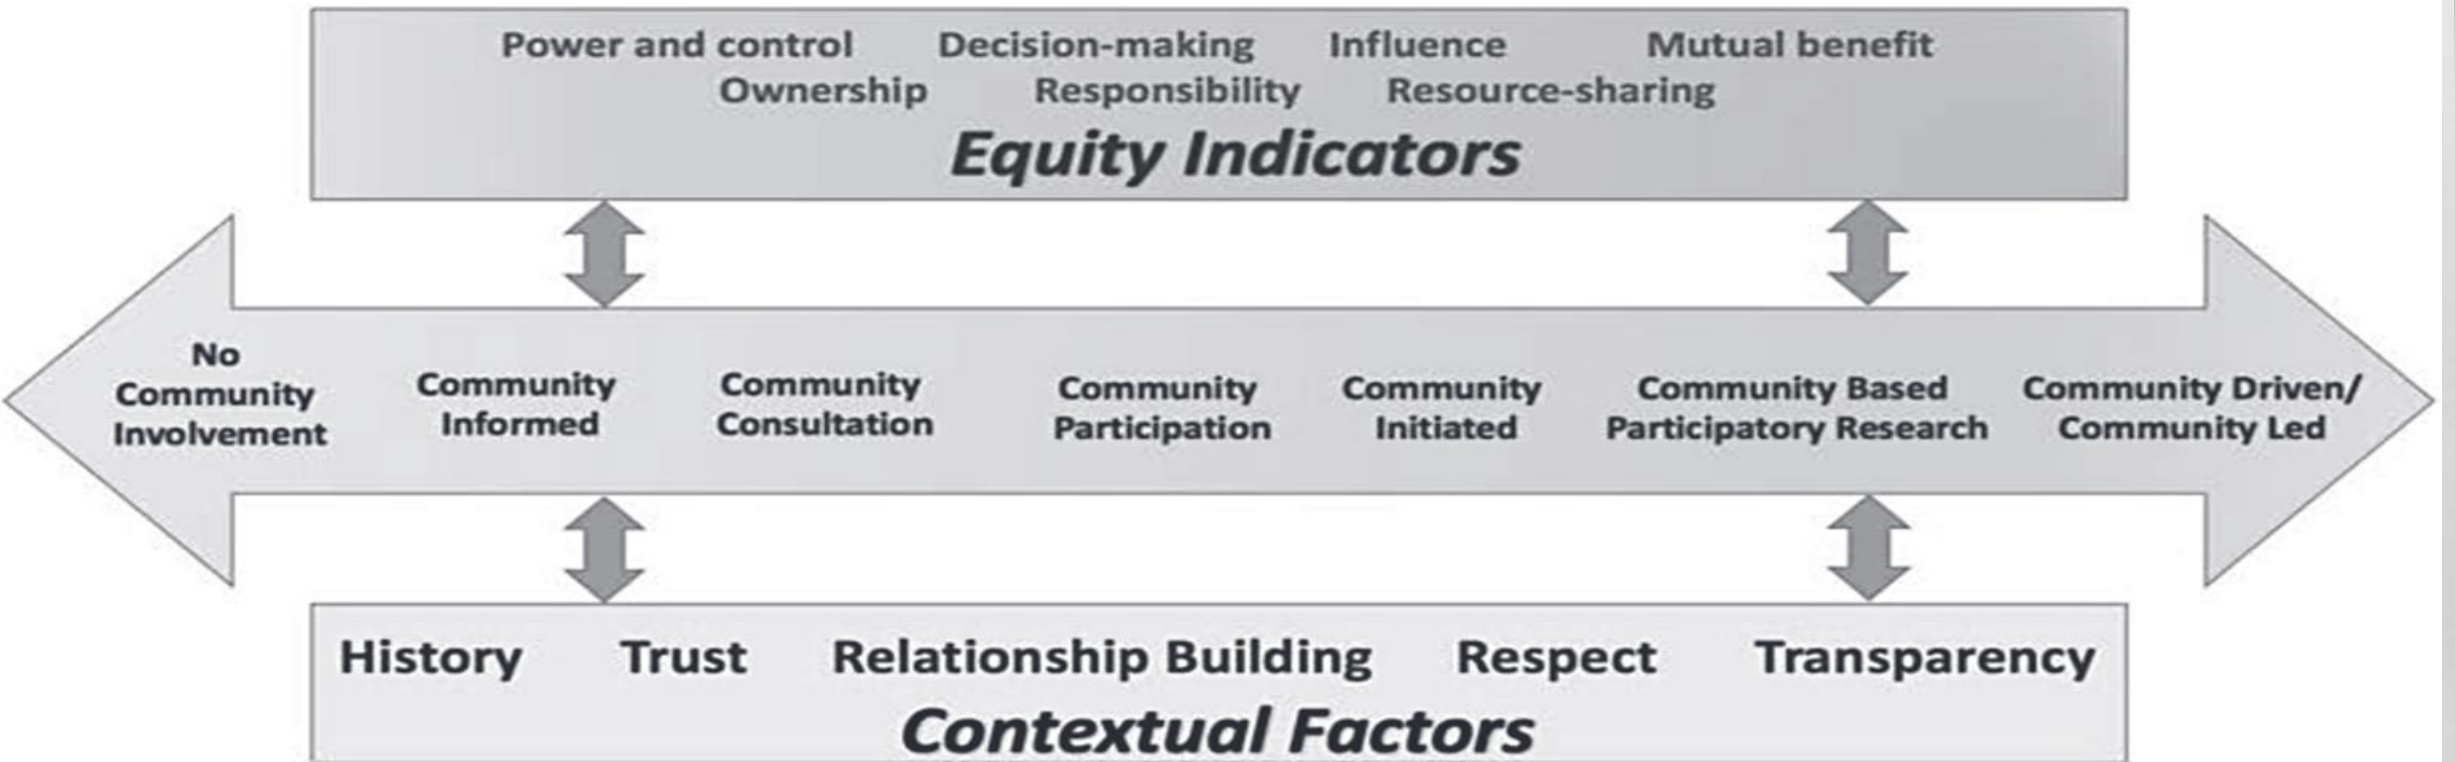 Power and control Decision-making Influence Mutual benefit
Ownership Responsibility Resource-sharing
Equity Indicators
No
Community
Involvement
Community
Informed
Community
Consultation
Community
Participation
Community
Initiated
Community Based
Participatory Research
Community Driven/
Community Led
History Trust Relationship Building Respect Transparency
Contextual Factors